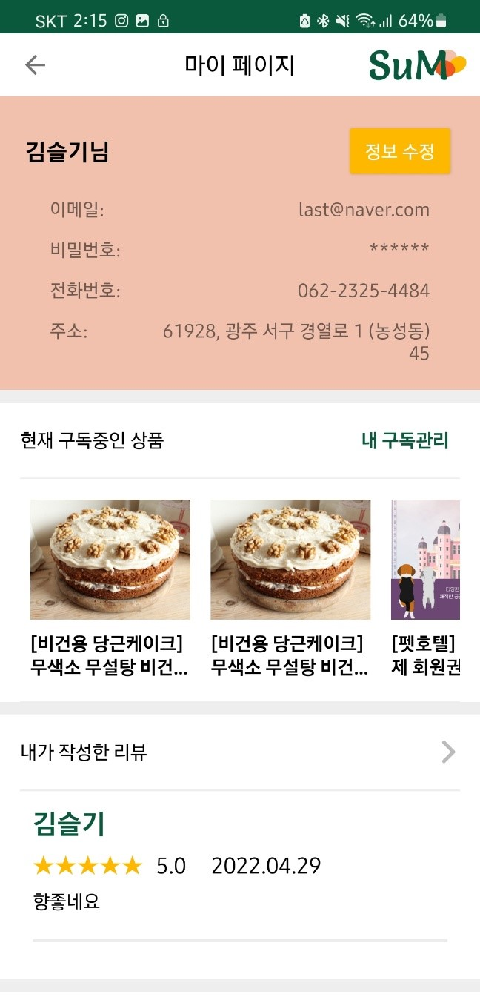 SKT 2:15 64%
마이 페이지
SuM
김슬기님
정보 수정
이메일: last@naver.com
비밀번호: ******
전화번호: 062-2325-4484
주소: 61928, 광주 서구 경열로 1 (농성동)
45
현재 구독중인 상품
내 구독관리
[비건용 당근케이크]
무색소 무설탕 비건...
[비건용 당근케이크]
무색소 무설탕 비건...
[펫호텔]
제 회원권
내가 작성한 리뷰
김슬기
★★★★★ 5.0 2022.04.29
향좋네요